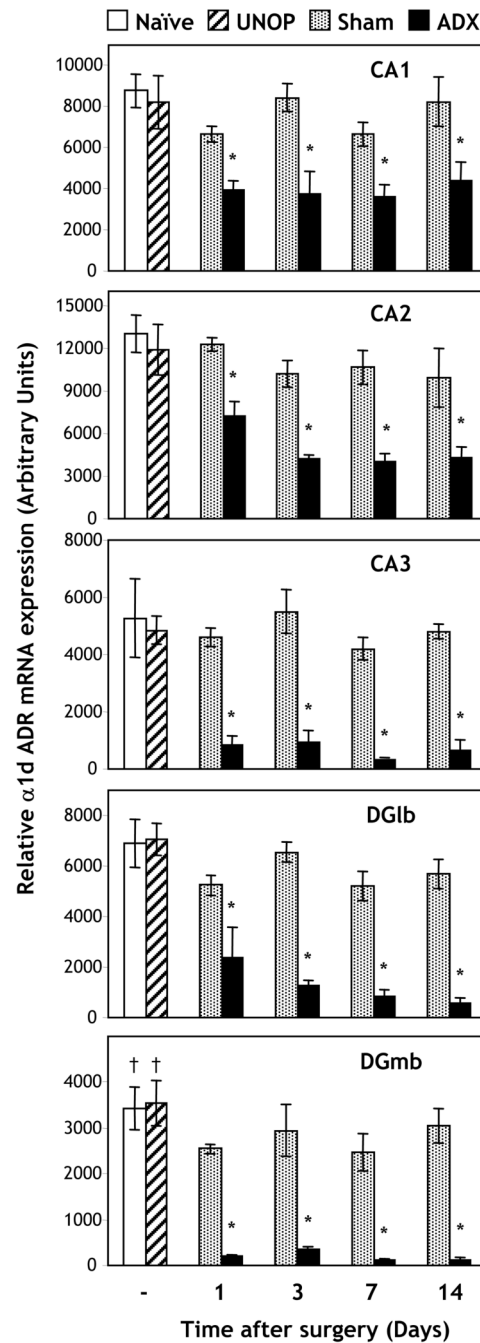 Naïve UNOP Sham ADX
Relative α1d ADR mRNA expression (Arbitrary Units)
CA1
10000
8000
6000
4000
2000
0
* * * *
CA2
15000
12000
9000
6000
3000
0
* * * *
CA3
8000
6000
4000
2000
0
* * * *
DGlb
8000
6000
4000
2000
0
* * * *
DGmb
† †
4000
3000
2000
1000
0
* * * *
- 1 3 7 14
Time after surgery (Days)